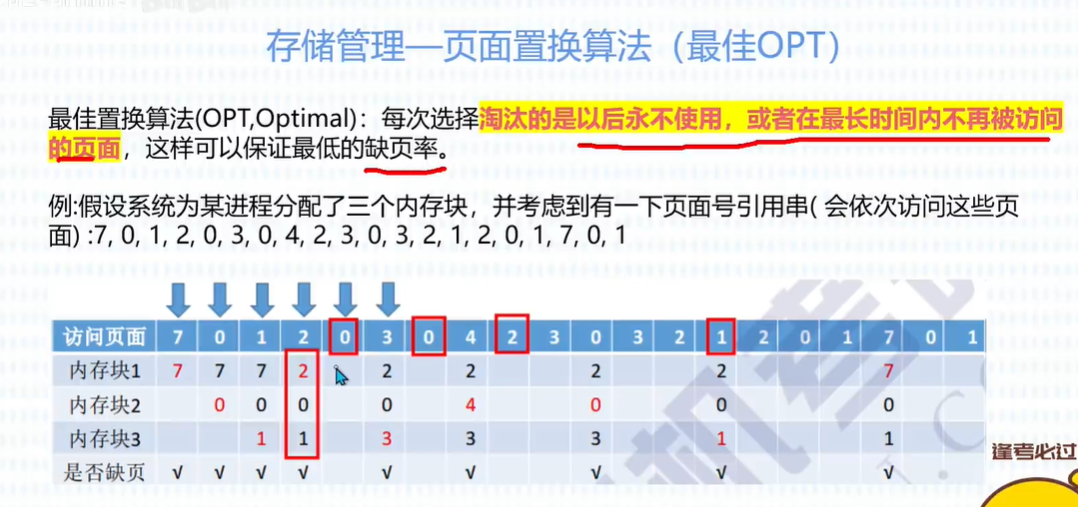 存储管理—页面置换算法（最佳OPT）
最佳置换算法(OPT,Optimal)：每次选择淘汰的是以后永不使用，或者在最长时间内不再被访问
的页面，这样可以保证最低的缺页率。
例:假设系统为某进程分配了三个内存块，并考虑到有一下页面号引用串( 会依次访问这些页
面) :7, 0, 1, 2, 0, 3, 0, 4, 2, 3, 0, 3, 2, 1, 2, 0, 1, 7, 0, 1
访问页面 7 0 1 2 0 3 0 4 2 3 0 3 2 1 2 0 1 7 0 1
内存块1 7 7 7 2 2 2 2 2 7
内存块2 0 0 0 0 4 0 0 0
内存块3 1 1 3 3 3 1 1
是否缺页 √ √ √ √ √ √ √ √ √
逢考必过